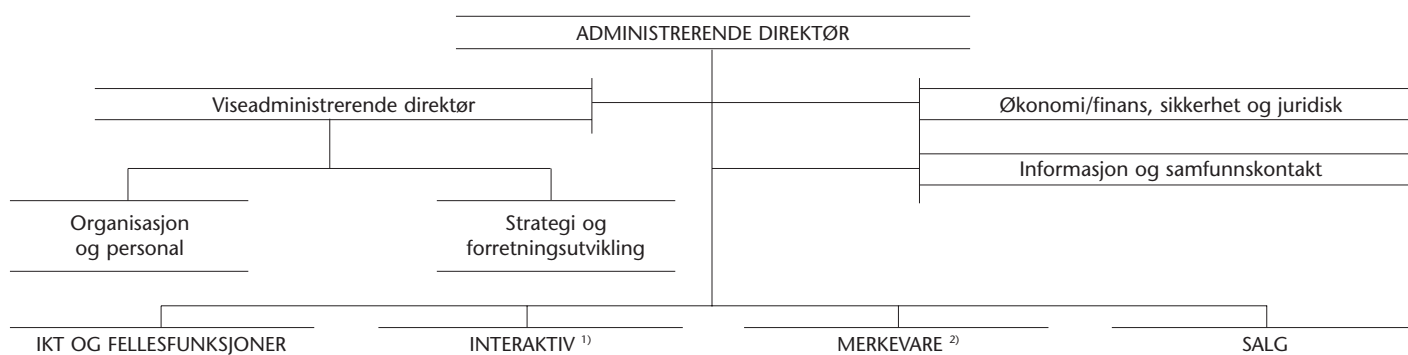 ADMINISTRERENDE DIREKTØR
Viseadministrerende direktør
Økonomi/finans, sikkerhet og juridisk
Informasjon og samfunnskontakt
Organisasjon
og personal
Strategi og
forretningsutvikling
IKT OG FELLESFUNKSJONER
INTERAKTIV 1)
MERKEVARE 2)
SALG